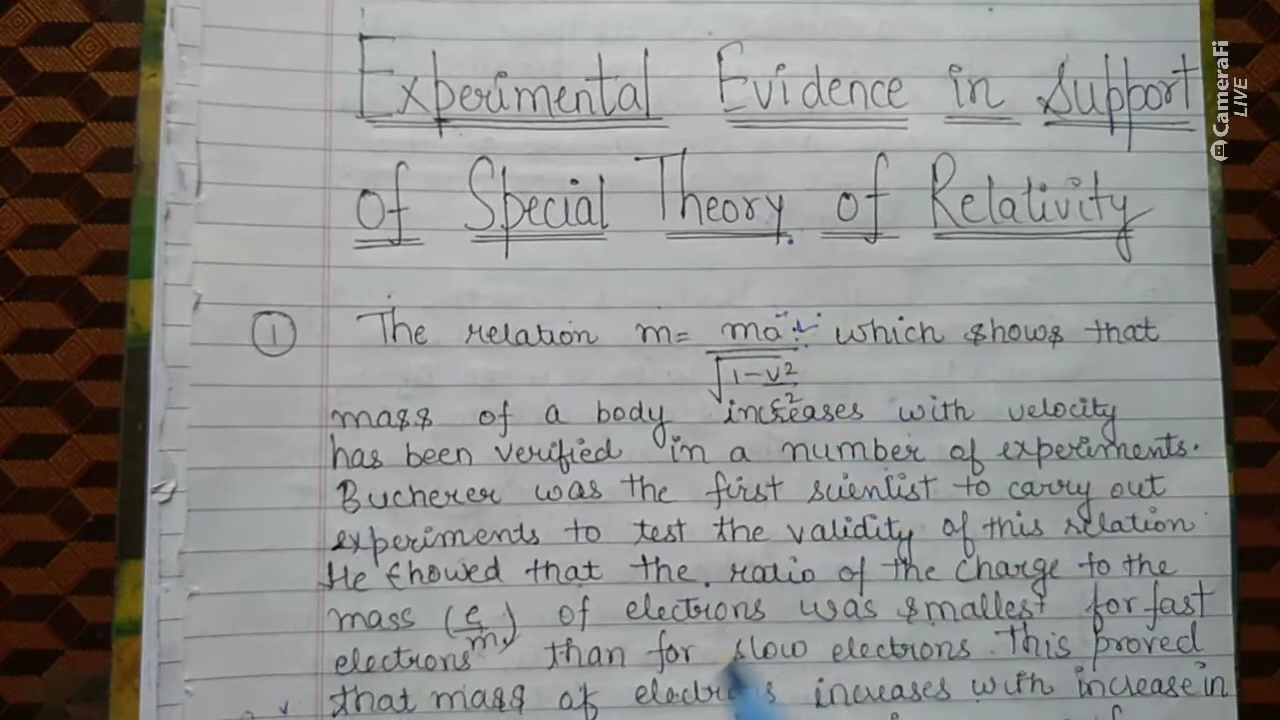 Experimental Evidence in Support
of Special Theory of Relativity
① The relation m= mo which shows that
√1-v²
c²
mass of a body increases with velocity
has been verified in a number of experiments.
Bucherer was the first scientist to carry out
experiments to test the validity of this relation
He showed that the ratio of the charge to the
mass (e/m) of electrons was smallest for fast
electrons than for slow electrons. This proved
that mass of electrons increases with increase in
CameraFi
LIVE